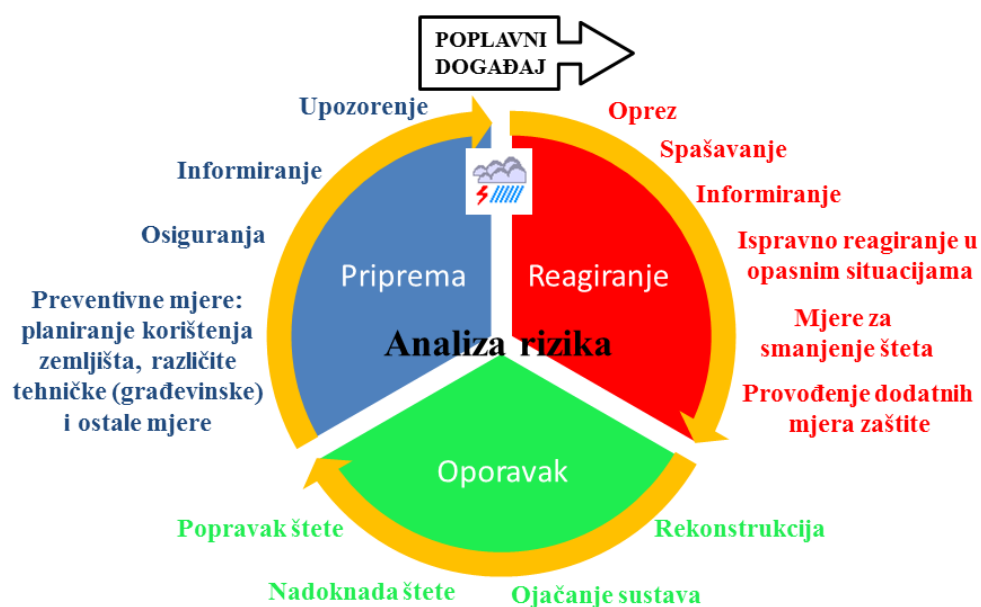 POPLAVNI
DOGAĐAJ
Upozorenje
Informiranje
Osiguranja
Preventivne mjere:
planiranje korištenja
zemljišta, različite
tehničke (građevinske)
i ostale mjere
Priprema
Reagiranje
Analiza rizika
Oporavak
Oprez
Spašavanje
Informiranje
Ispravno reagiranje u
opasnim situacijama
Mjere za
smanjenje šteta
Provođenje dodatnih
mjera zaštite
Rekonstrukcija
Ojačanje sustava
Nadoknada štete
Popravak štete